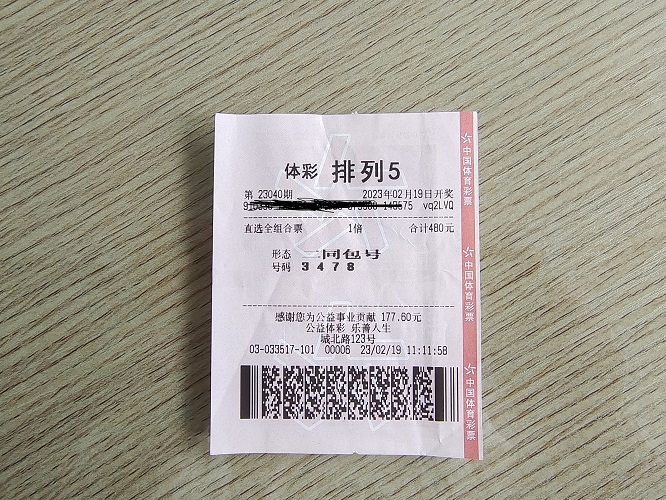 体彩 排列5
第 23040期 2023年02月19日开奖
vq2LVQ
直选全组合票 1倍 合计480元
形态 二同包号
号码 3 4 7 8
感谢您为公益事业贡献 177.60元
公益体彩 乐善人生
城北路123号
03-033517-101 00006 23/02/19 11:11:58
中国体育彩票
中国体育彩票
中国体育彩票